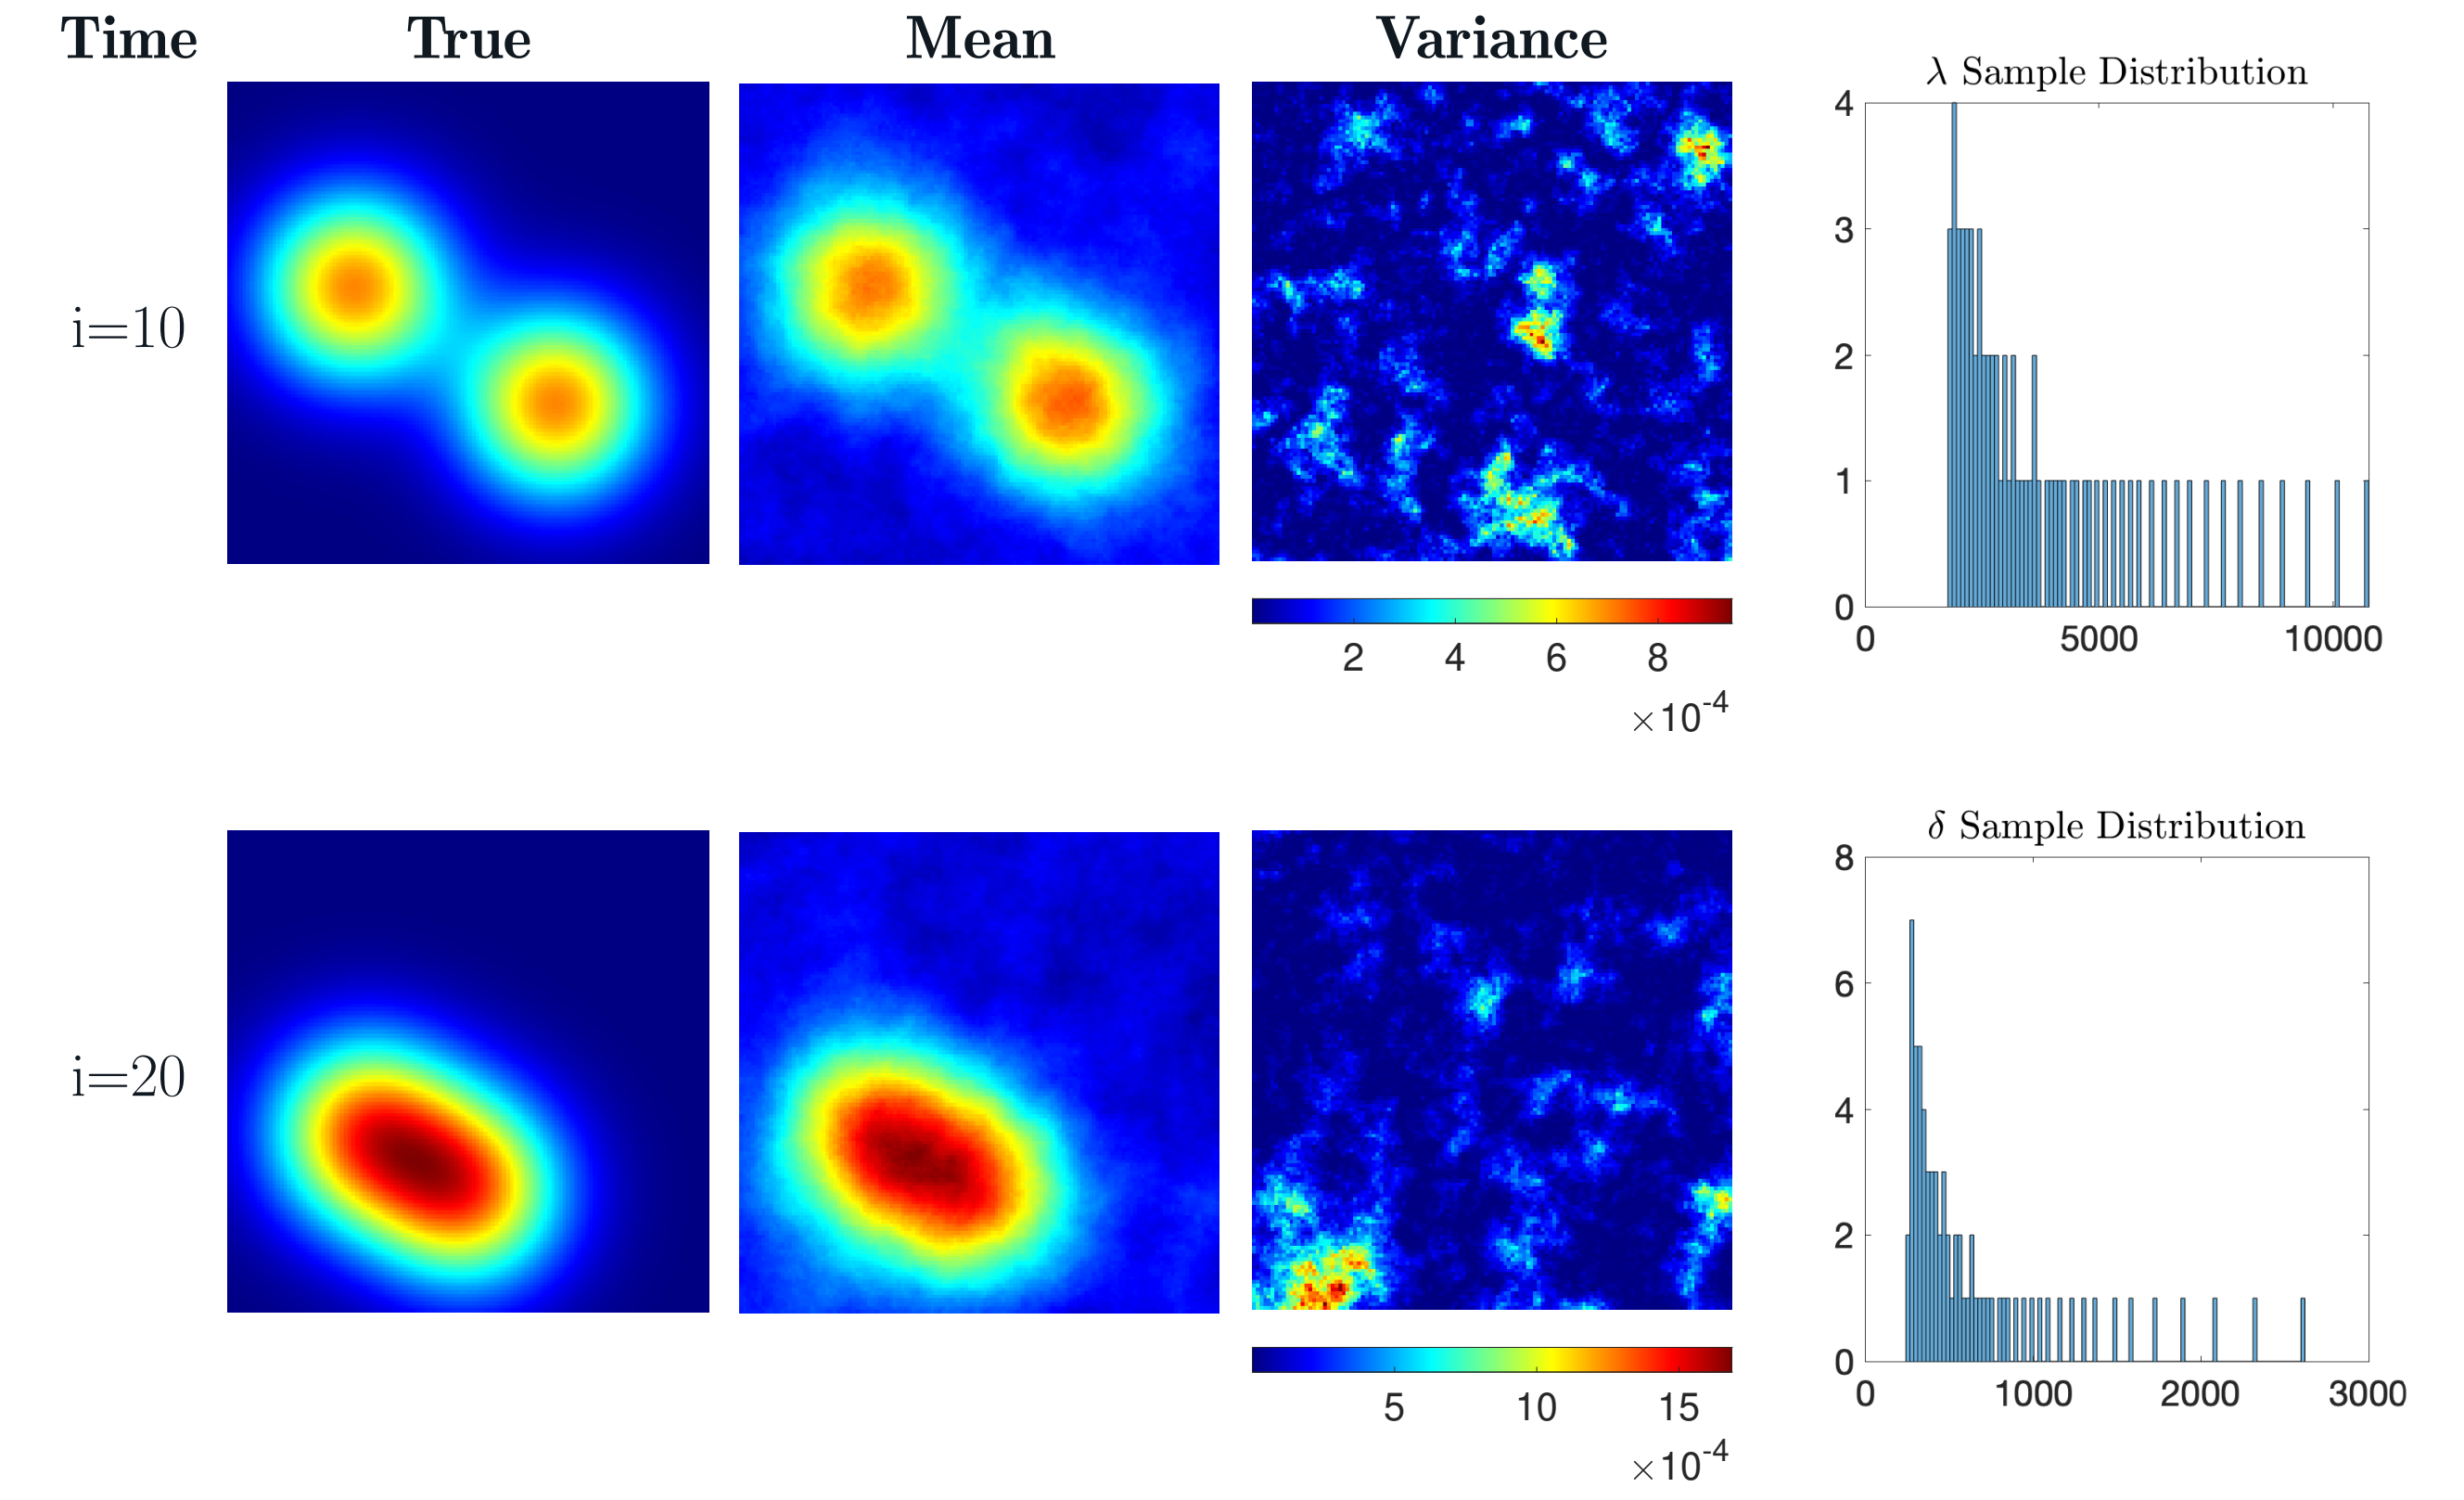 Time True Mean Variance
λ Sample Distribution
4
3
2
1
0
0 5000 10000
i=10
2 4 6 8
×10-4
δ Sample Distribution
8
6
4
2
0
0 1000 2000 3000
i=20
5 10 15
×10-4